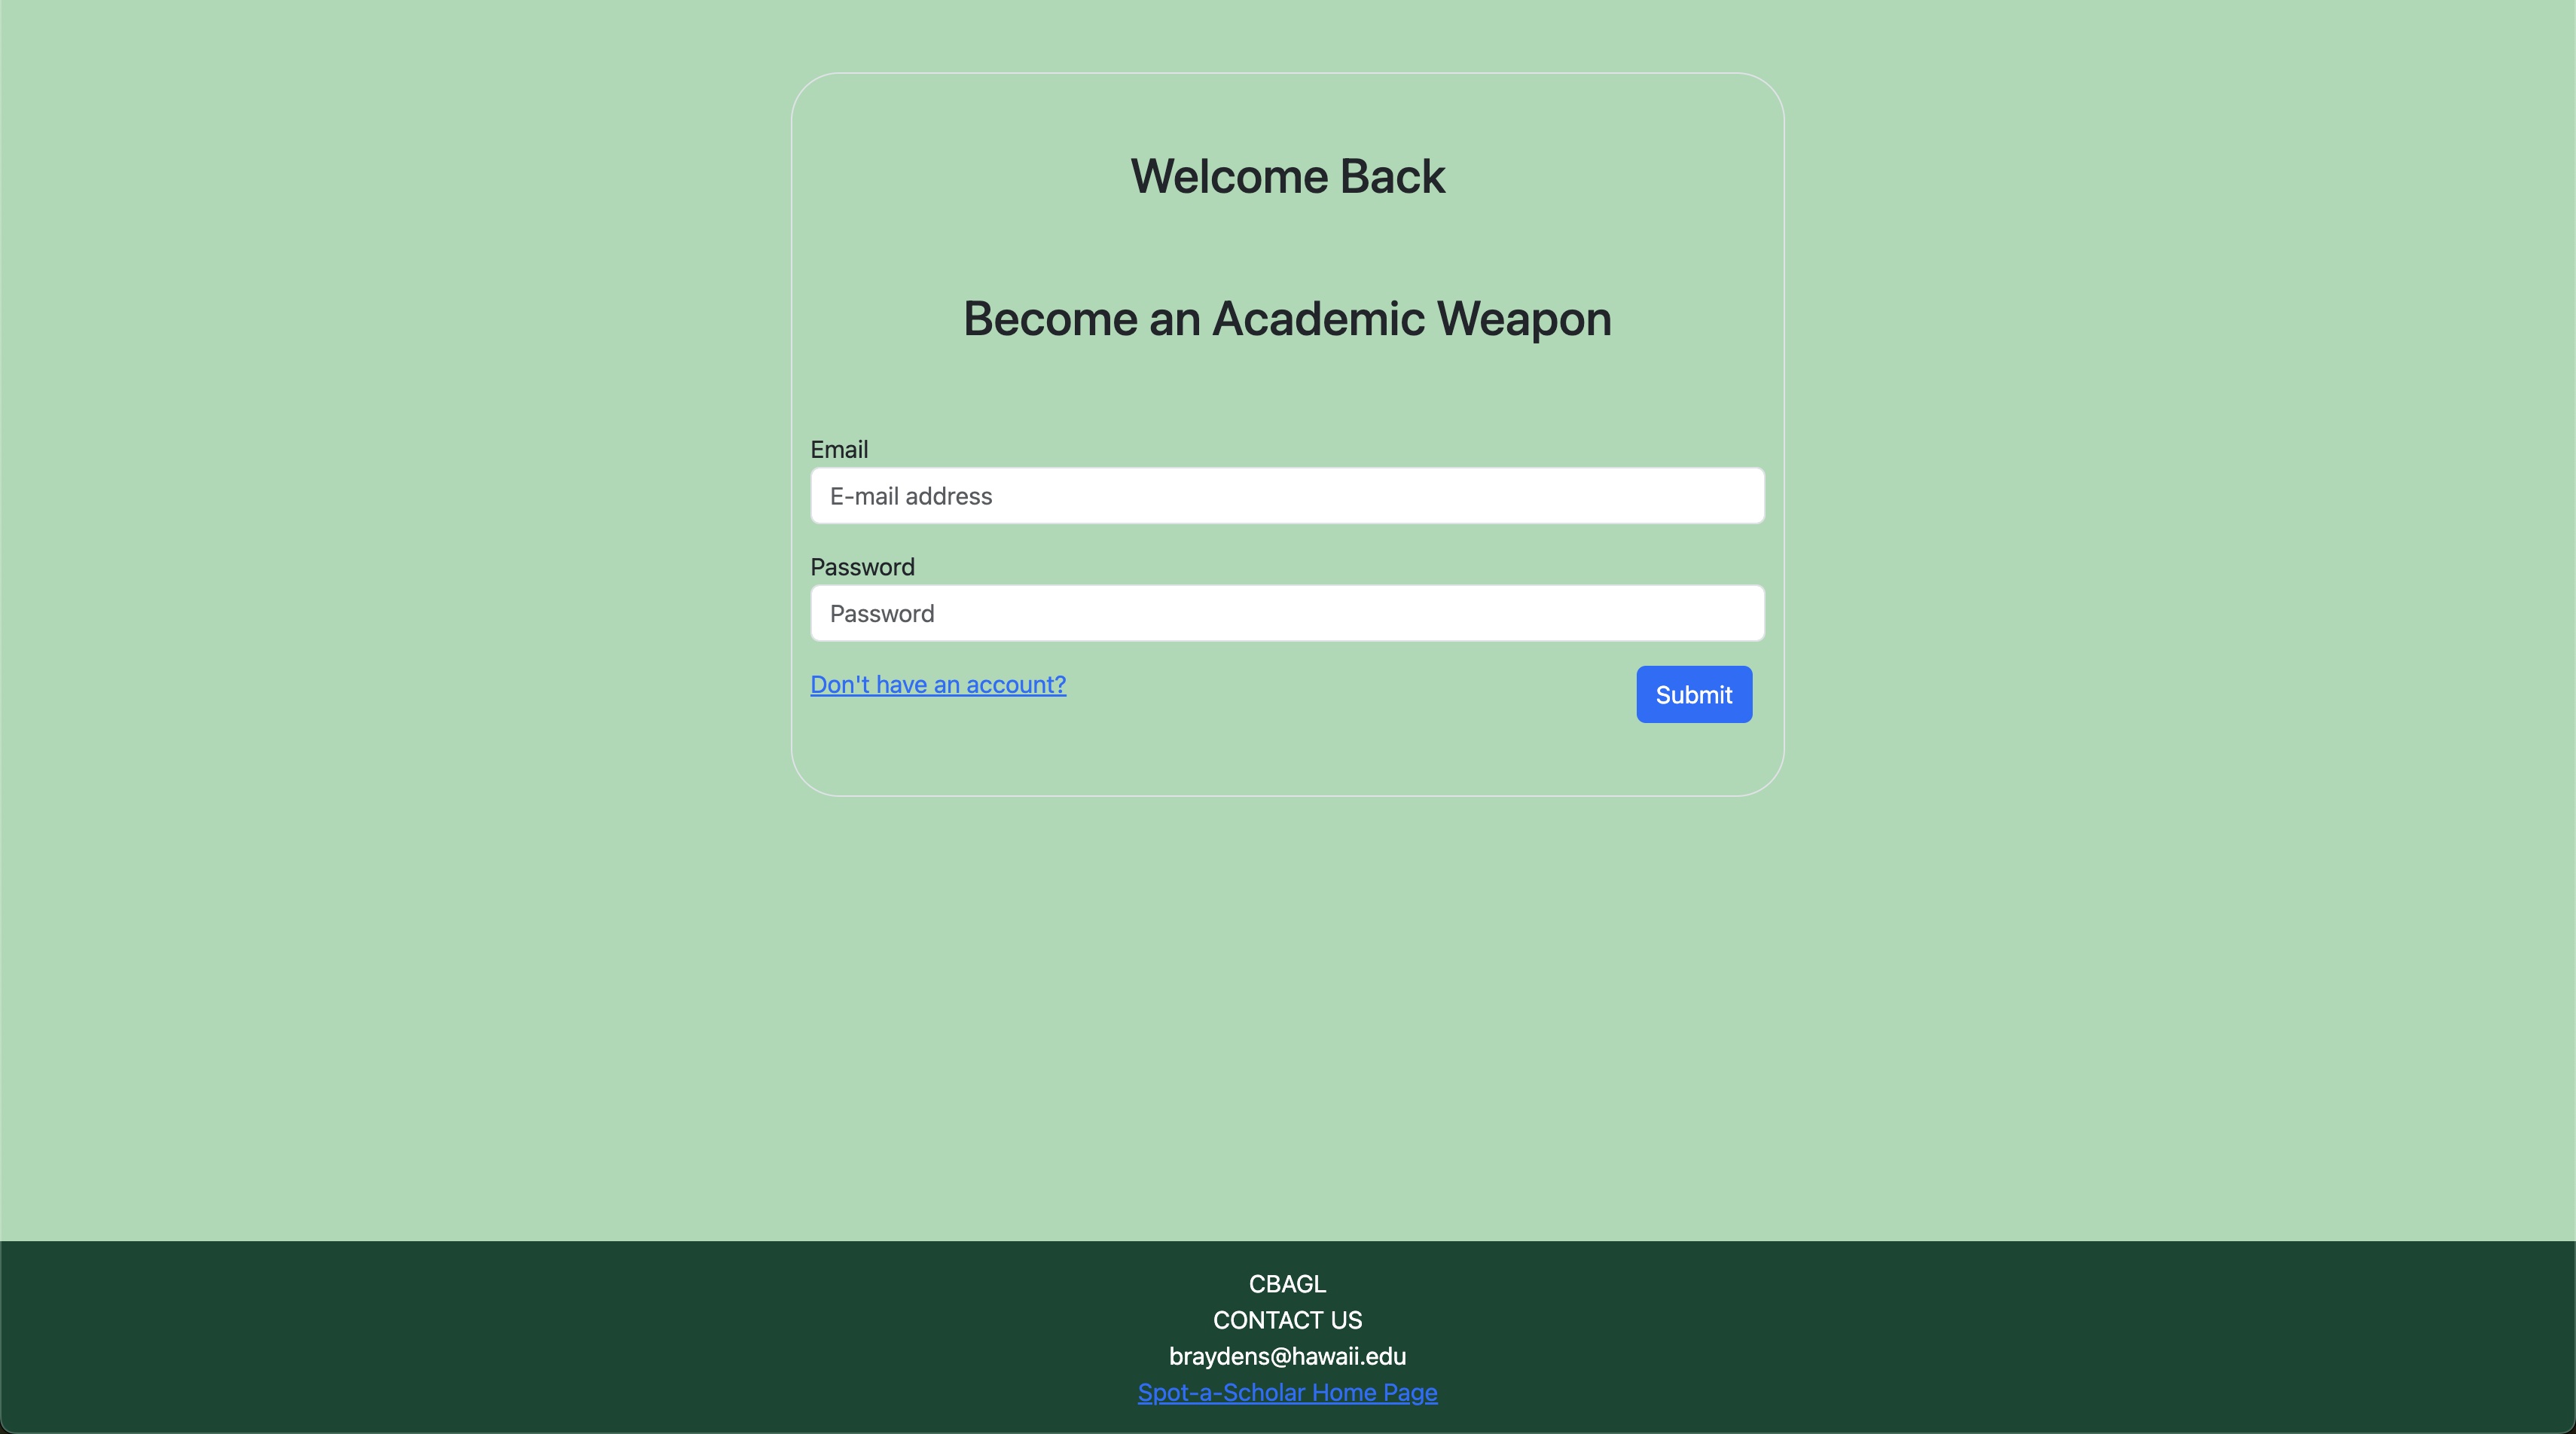 Welcome Back
Become an Academic Weapon
Email
E-mail address
Password
Password
Don't have an account?
Submit
CBAGL
CONTACT US
braydens@hawaii.edu
Spot-a-Scholar Home Page